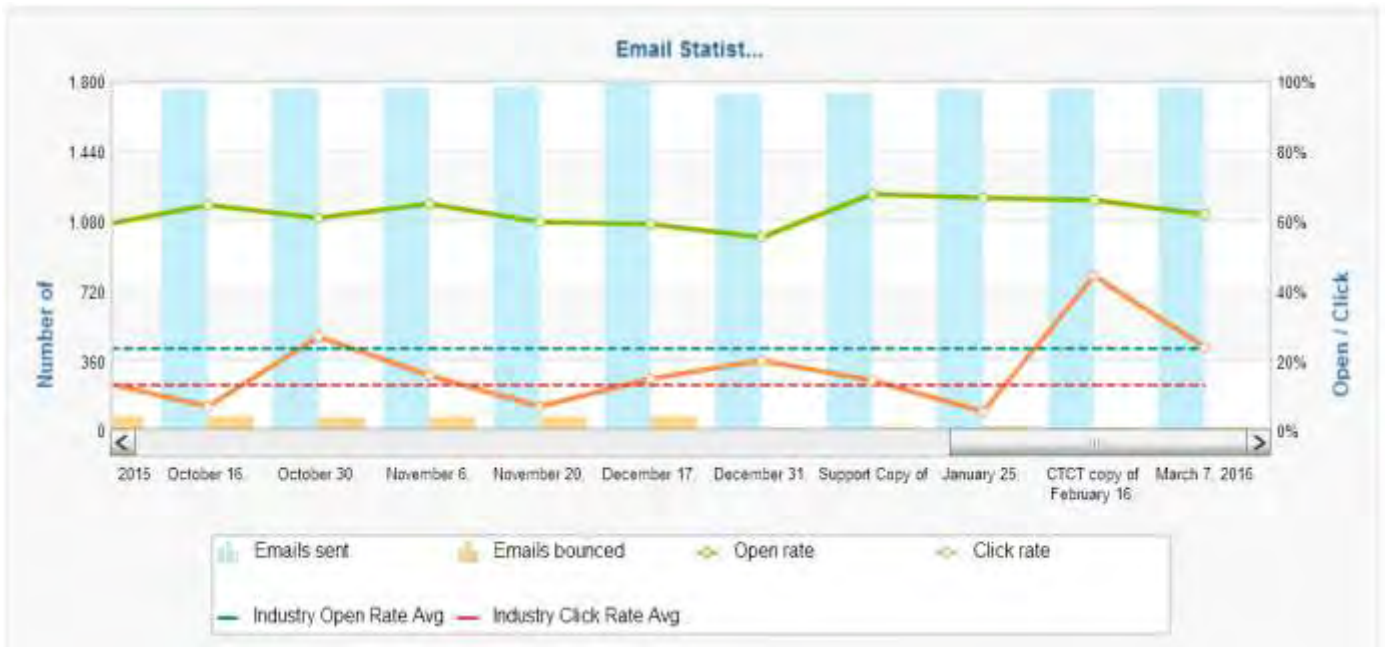 Email Statist...
1 800
1 440
1 080
720
360
0
Number of
100%
80%
60%
40%
20%
0%
Open / Click
2015 October 16, October 30, November 6, November 20, December 17, December 31, Support Copy of January 25, CTCT copy of March 7, 2016
February 16
Emails sent Emails bounced Open rate Click rate
Industry Open Rate Avg Industry Click Rate Avg